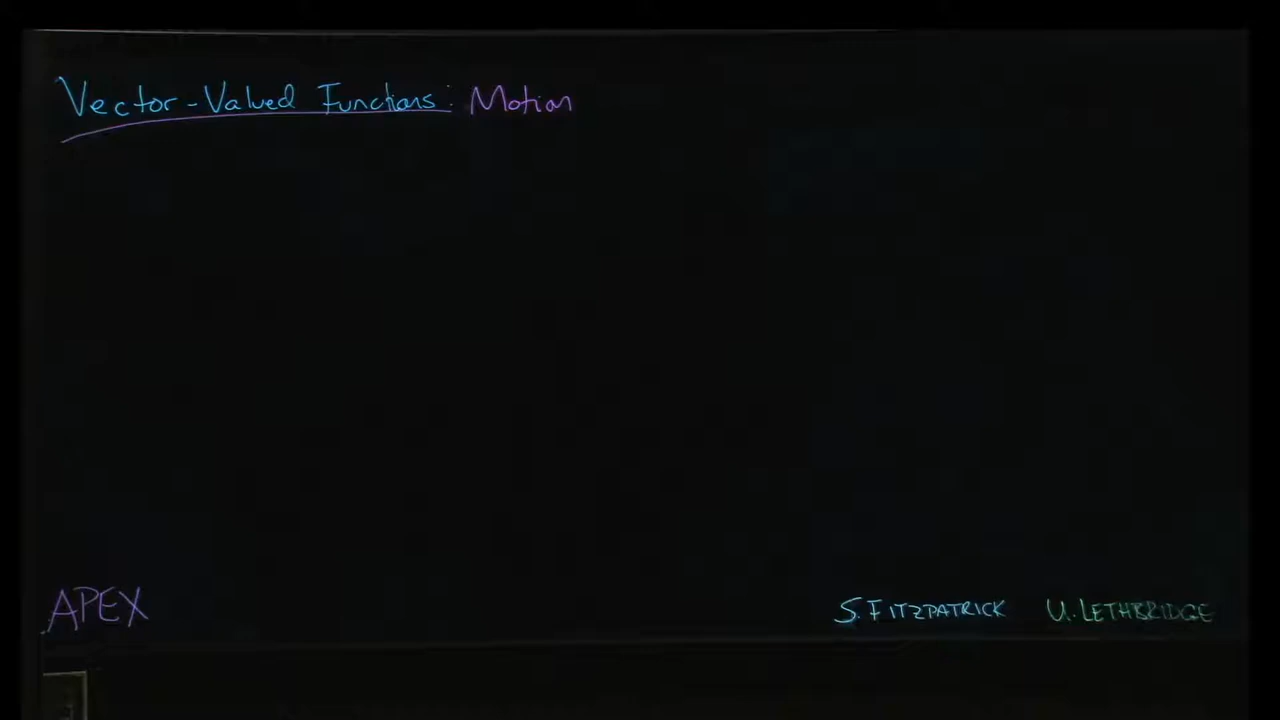 Vector-Valued Functions: Motion
APEX
S. FITZPATRICK U. LETHBRIDGE